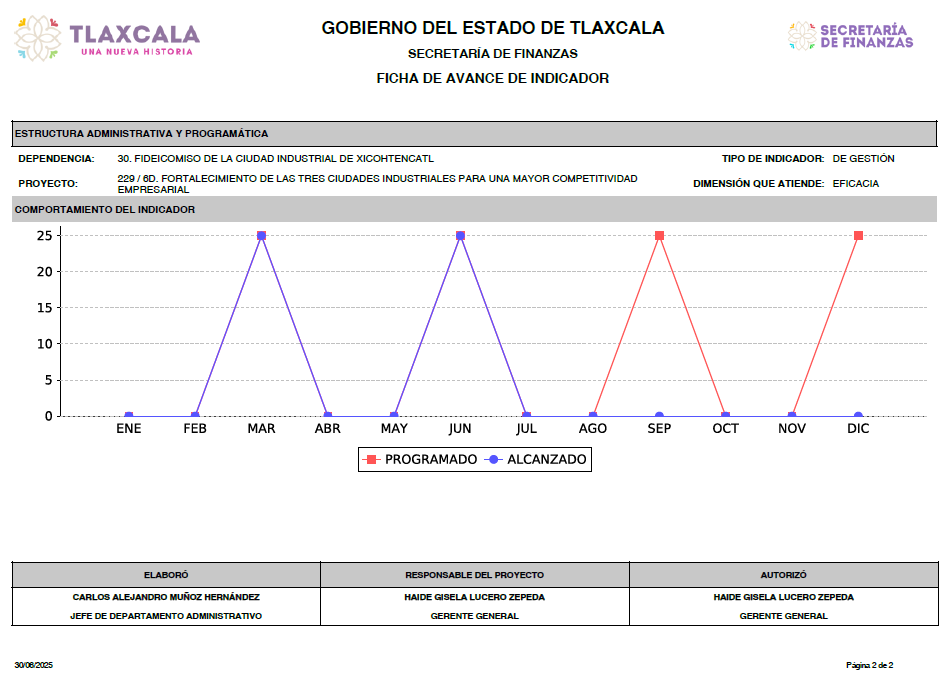 TLAXCALA
UNA NUEVA HISTORIA
GOBIERNO DEL ESTADO DE TLAXCALA
SECRETARÍA DE FINANZAS
FICHA DE AVANCE DE INDICADOR
SECRETARÍA
DE FINANZAS
ESTRUCTURA ADMINISTRATIVA Y PROGRAMÁTICA
DEPENDENCIA: 30. FIDEICOMISO DE LA CIUDAD INDUSTRIAL DE XICOHTENCATL TIPO DE INDICADOR: DE GESTIÓN
PROYECTO: 229 / 6D. FORTALECIMIENTO DE LAS TRES CIUDADES INDUSTRIALES PARA UNA MAYOR COMPETITIVIDAD
EMPRESARIAL DIMENSIÓN QUE ATIENDE: EFICACIA
COMPORTAMIENTO DEL INDICADOR
25
20
15
10
5
0
ENE FEB MAR ABR MAY JUN JUL AGO SEP OCT NOV DIC
PROGRAMADO ALCANZADO
ELABORÓ RESPONSABLE DEL PROYECTO AUTORIZÓ
CARLOS ALEJANDRO MUÑOZ HERNÁNDEZ HAIDE GISELA LUCERO ZEPEDA HAIDE GISELA LUCERO ZEPEDA
JEFE DE DEPARTAMENTO ADMINISTRATIVO GERENTE GENERAL GERENTE GENERAL
30/06/2025 Página 2 de 2